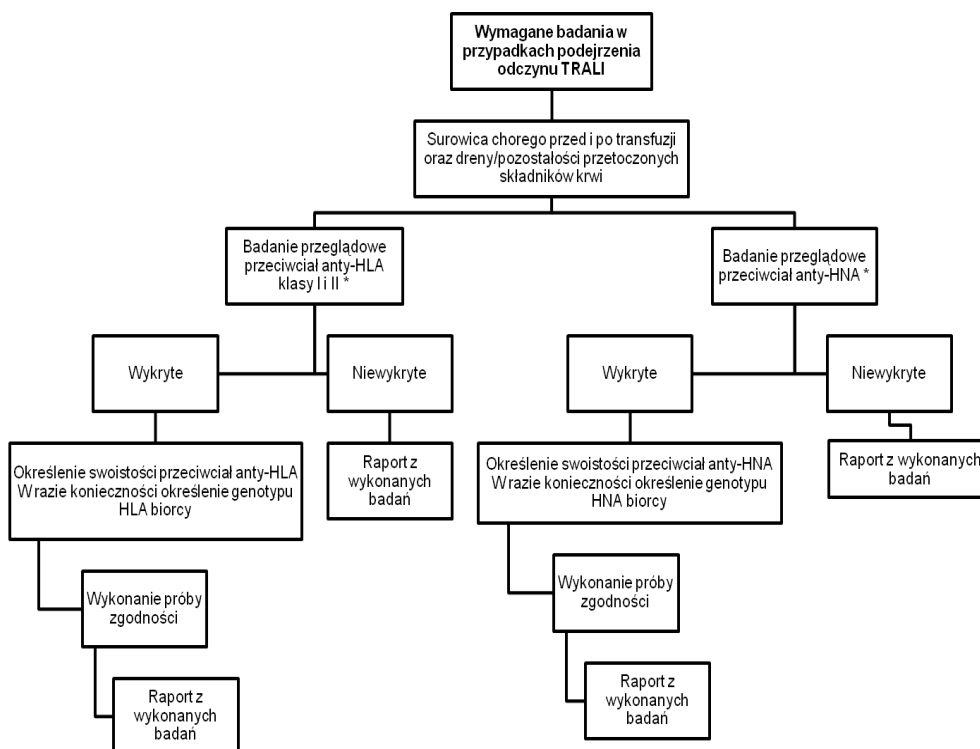 Wymagane badania w
przypadkach podejrzenia
odczynu TRALI
Surowica chorego przed i po transfuzji
oraz dreny/pozostałości przetoczonych
składników krwi
Badanie przeglądowe
przeciwciał anty-HLA
klasy I i II *
Badanie przeglądowe
przeciwciał anty-HNA *
Wykryte
Niewykryte
Wykryte
Niewykryte
Określenie swoistości przeciwciał anty-HLA
W razie konieczności określenie genotypu
HLA biorcy
Raport z
wykonanych
badań
Określenie swoistości przeciwciał anty-HNA
W razie konieczności określenie genotypu
HNA biorcy
Raport z wykonanych
badań
Wykonanie próby
zgodności
Wykonanie próby
zgodności
Raport z
wykonanych
badań
Raport z
wykonanych
badań